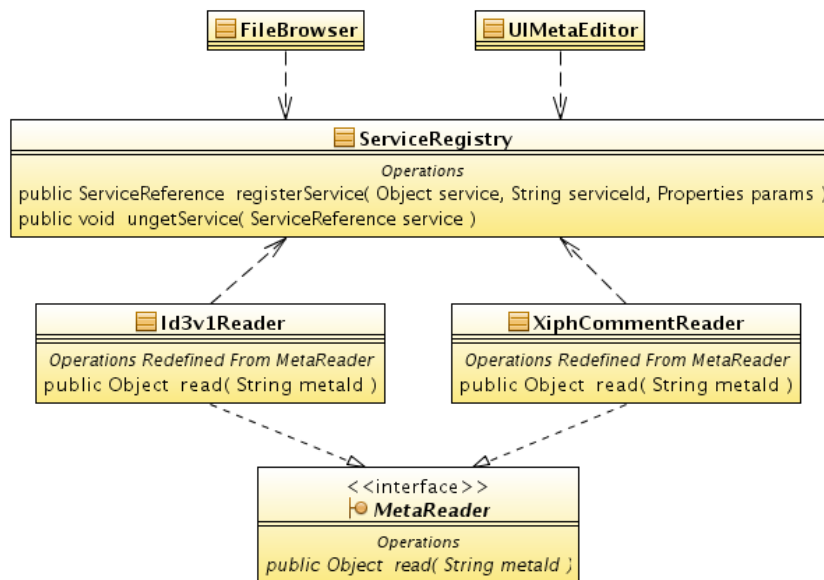 FileBrowser
UIMetaEditor
ServiceRegistry
Operations
public ServiceReference registerService( Object service, String serviceId, Properties params )
public void ungetService( ServiceReference service )
Id3v1Reader
Operations Redefined From MetaReader
public Object read( String metaId )
XiphCommentReader
Operations Redefined From MetaReader
public Object read( String metaId )
<<interface>>
MetaReader
Operations
public Object read( String metaId )